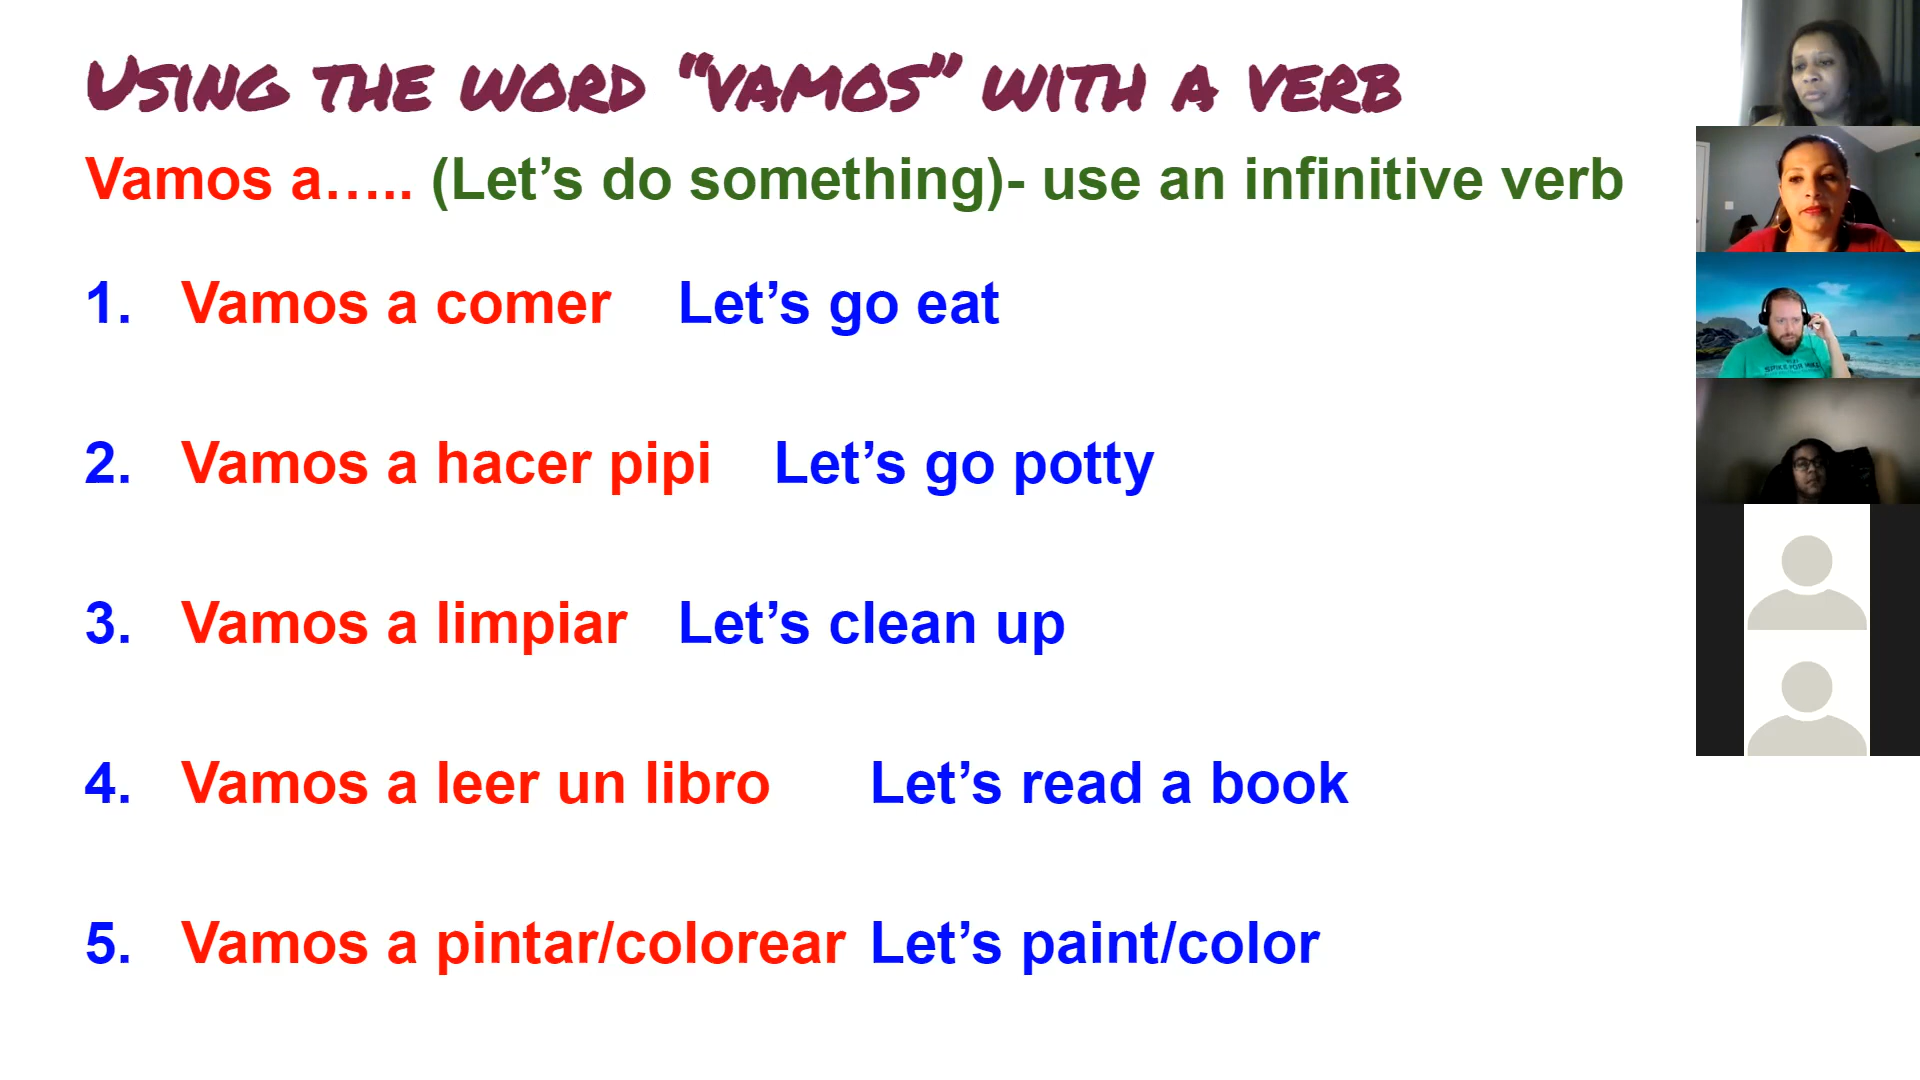 Using the word “vamos” with a verb
Vamos a..... (Let’s do something)- use an infinitive verb
1. Vamos a comer Let’s go eat
2. Vamos a hacer pipi Let’s go potty
3. Vamos a limpiar Let’s clean up
4. Vamos a leer un libro Let’s read a book
5. Vamos a pintar/colorear Let’s paint/color